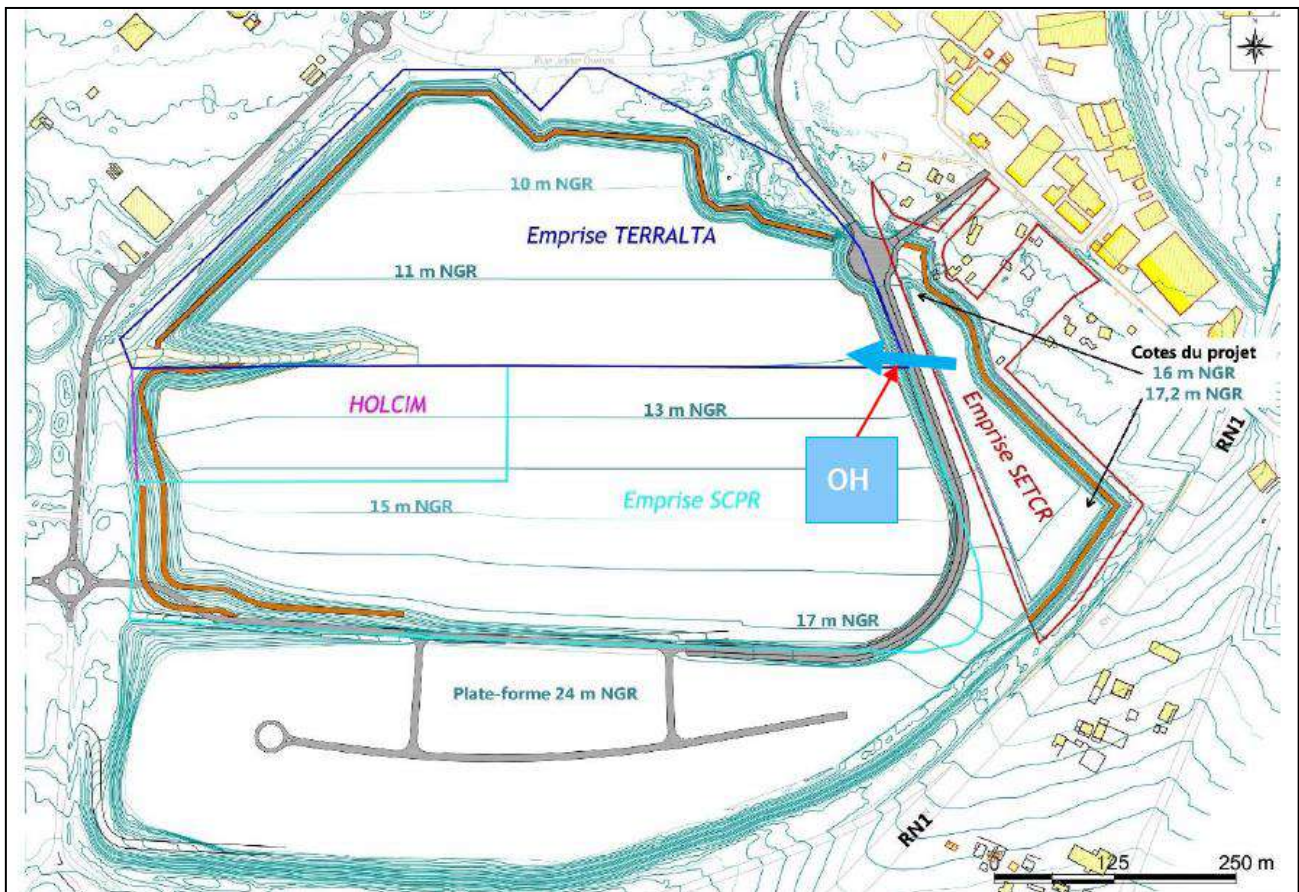 10 m NGR
Emprise TERRALTA
11 m NGR
Cotes du projet
16 m NGR
17,2 m NGR
HOLCIM
13 m NGR
RN1
Emprise SETCR
OH
15 m NGR
Emprise SCPR
17 m NGR
Plate-forme 24 m NGR
RN1
0 125 250 m